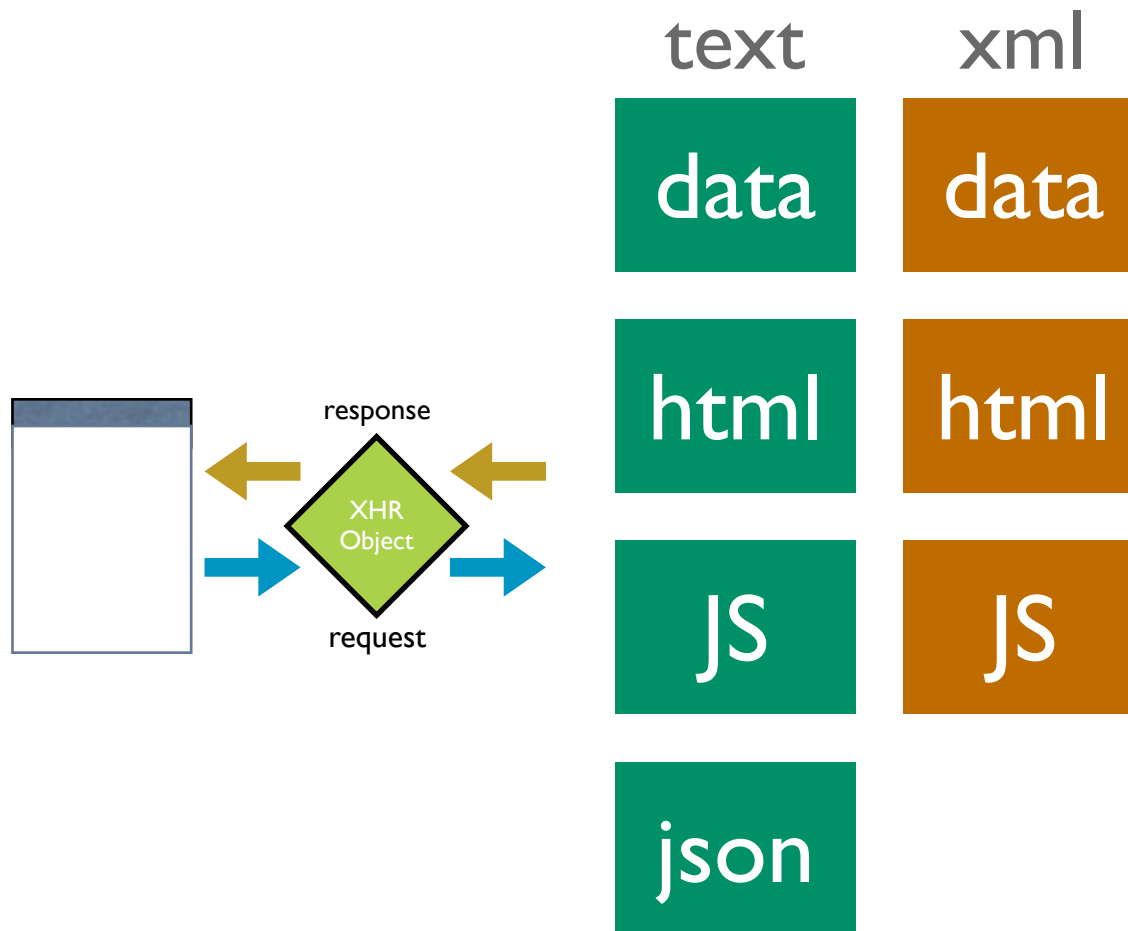 text xml
data data
html html
response
XHR
Object
request
JS JS
json